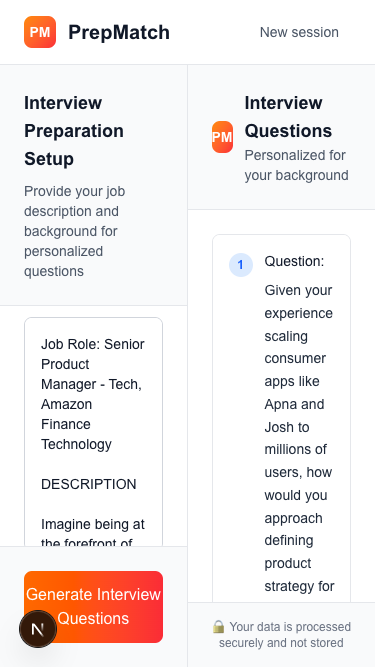 PM PrepMatch New session
Interview
Preparation
Setup
Provide your job
description and
background for
personalized
questions
Job Role: Senior
Product
Manager - Tech,
Amazon
Finance
Technology
DESCRIPTION
Imagine being at
the forefront of
Generate Interview
Questions
N
PM
Interview
Questions
Personalized for
your background
1
Question:
Given your
experience
scaling
consumer
apps like
Apna and
Josh to
millions of
users, how
would you
approach
defining
product
strategy for
🔒 Your data is processed
securely and not stored